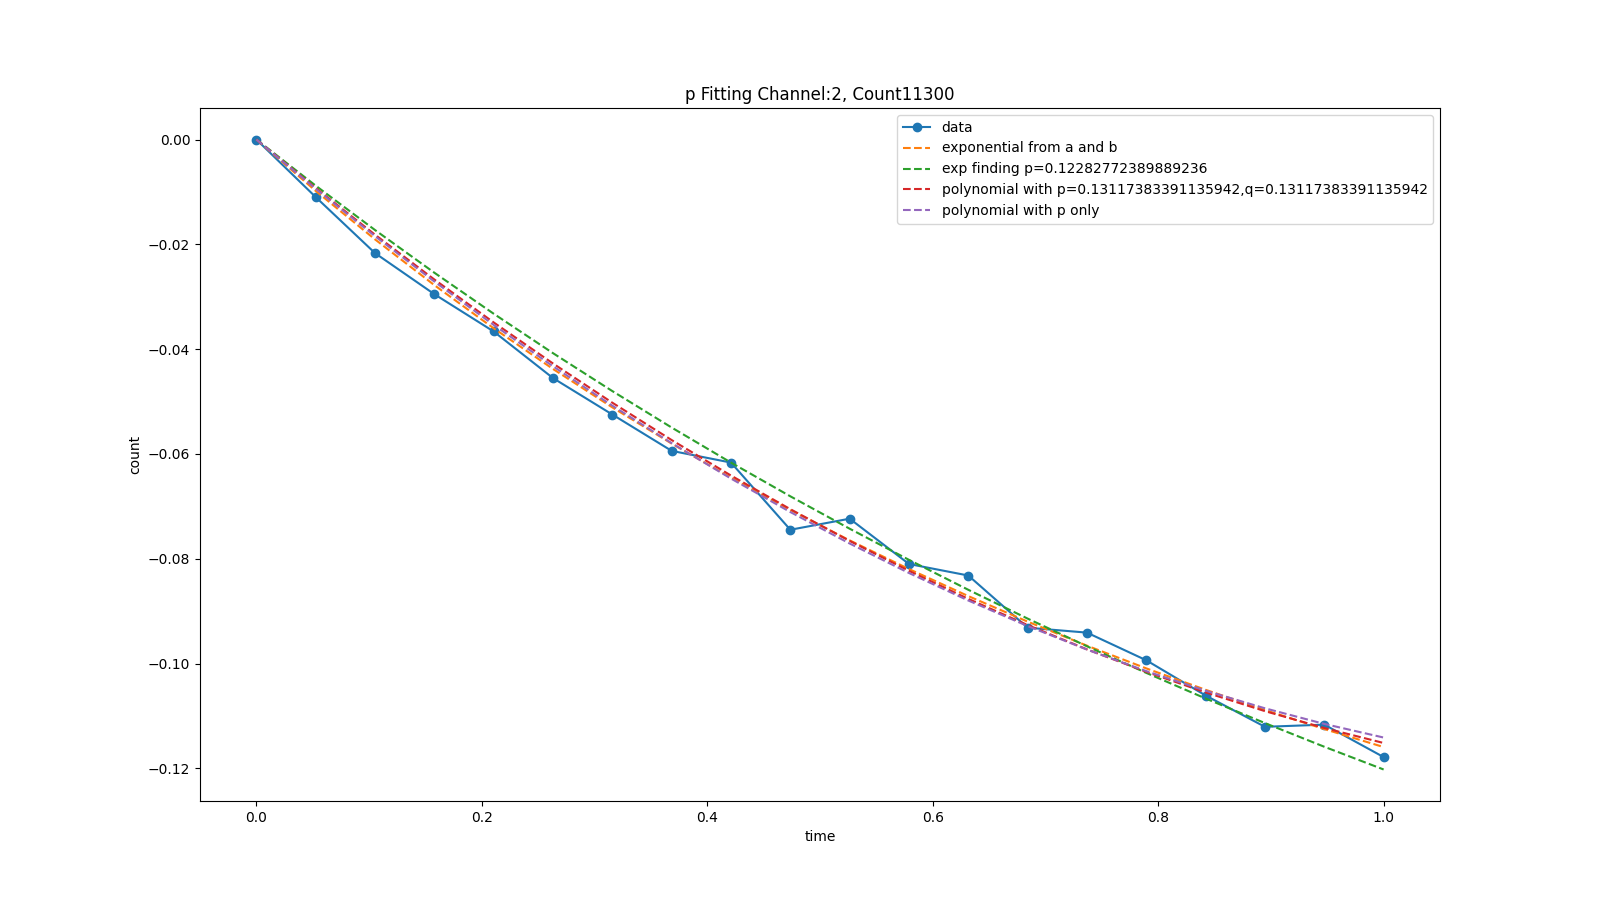 p Fitting Channel:2, Count11300
data
exponential from a and b
exp finding p=0.12282772389889236
polynomial with p=0.13117383391135942,q=0.13117383391135942
polynomial with p only
count
0.00
−0.02
−0.04
−0.06
−0.08
−0.10
−0.12
0.0 0.2 0.4 0.6 0.8 1.0
time